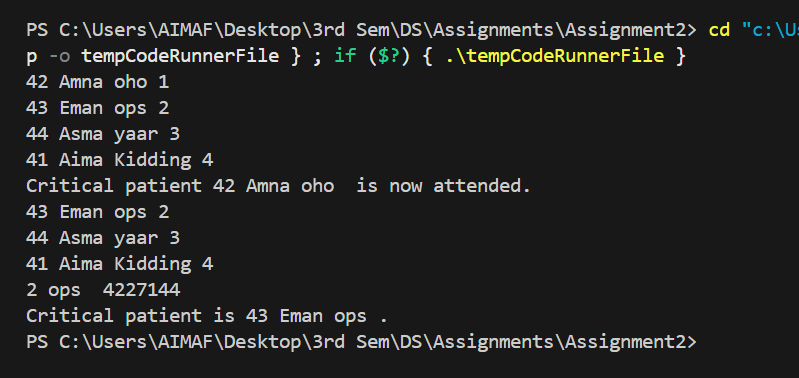 PS C:\Users\AIMAF\Desktop\3rd Sem\DS\Assignments\Assignment2> cd "c:\Us
p -o tempCodeRunnerFile } ; if ($?) { .\tempCodeRunnerFile }
42 Amna oho 1
43 Eman ops 2
44 Asma yaar 3
41 Aima Kidding 4
Critical patient 42 Amna oho  is now attended.
43 Eman ops 2
44 Asma yaar 3
41 Aima Kidding 4
2 ops  4227144
Critical patient is 43 Eman ops .
PS C:\Users\AIMAF\Desktop\3rd Sem\DS\Assignments\Assignment2>